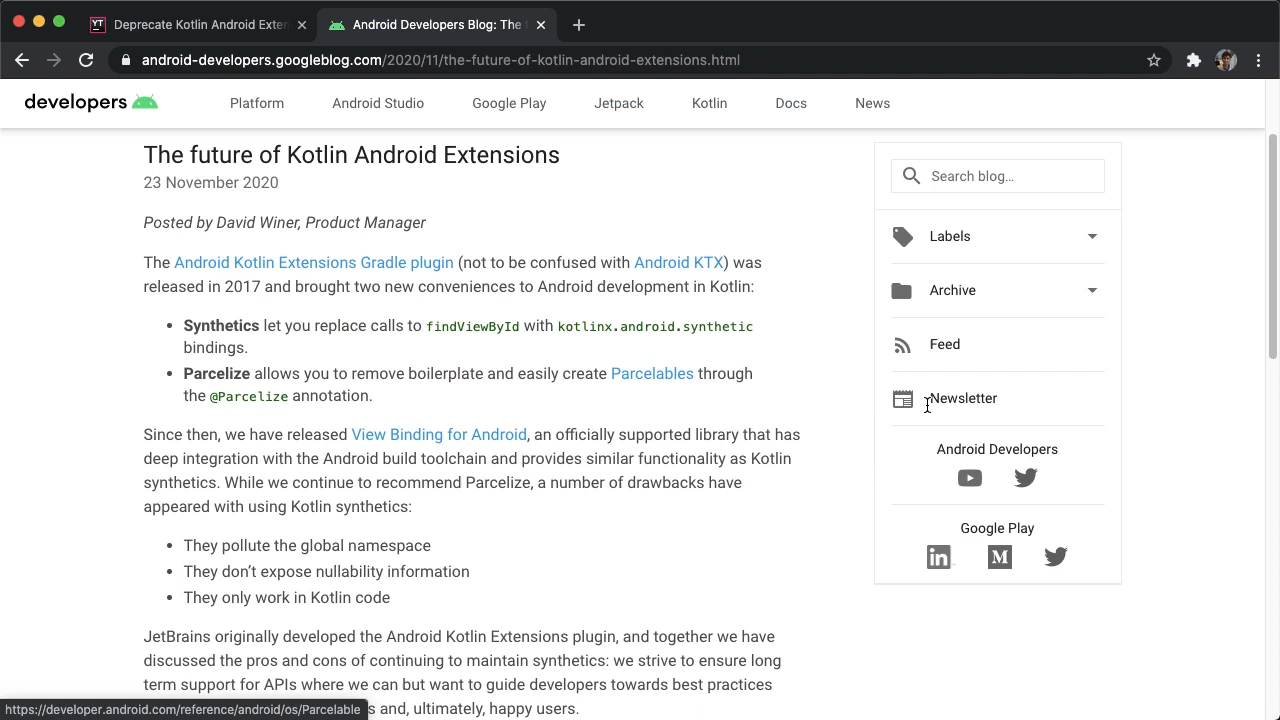 Deprecate Kotlin Android Exten
Android Developers Blog: The
android-developers.googleblog.com/2020/11/the-future-of-kotlin-android-extensions.html
developers
Platform Android Studio Google Play Jetpack Kotlin Docs News
The future of Kotlin Android Extensions
23 November 2020
Posted by David Winer, Product Manager
The Android Kotlin Extensions Gradle plugin (not to be confused with Android KTX) was
released in 2017 and brought two new conveniences to Android development in Kotlin:
• Synthetics let you replace calls to findViewById with kotlinx.android.synthetic
bindings.
• Parcelize allows you to remove boilerplate and easily create Parcelables through
the @Parcelize annotation.
Since then, we have released View Binding for Android, an officially supported library that has
deep integration with the Android build toolchain and provides similar functionality as Kotlin
synthetics. While we continue to recommend Parcelize, a number of drawbacks have
appeared with using Kotlin synthetics:
• They pollute the global namespace
• They don't expose nullability information
• They only work in Kotlin code
JetBrains originally developed the Android Kotlin Extensions plugin, and together we have
discussed the pros and cons of continuing to maintain synthetics: we strive to ensure long
term support for APIs where we can but want to guide developers towards best practices
s and, ultimately, happy users.
https://developer.android.com/reference/android/os/Parcelable
Search blog…
Labels
Archive
Feed
Newsletter
Android Developers
Google Play